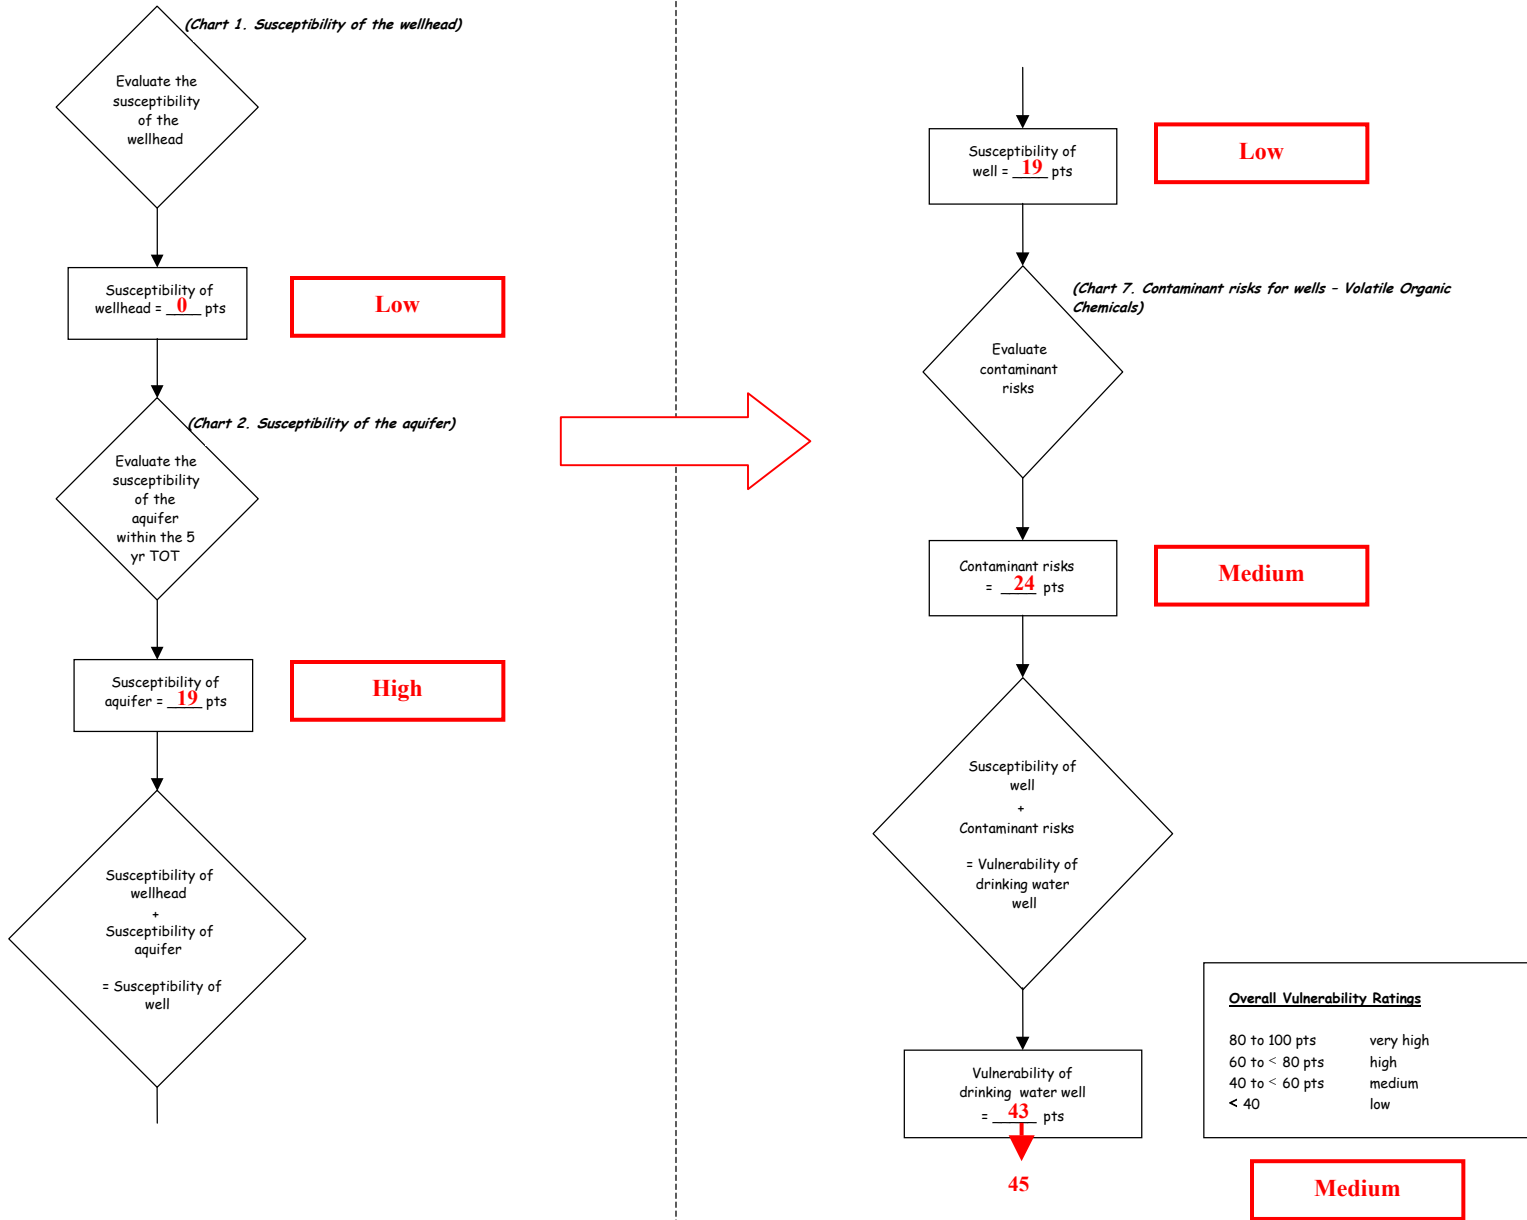 (Chart 1. Susceptibility of the wellhead)
Evaluate the
susceptibility
of the
wellhead
Susceptibility of
wellhead = 0 pts
Low
(Chart 2. Susceptibility of the aquifer)
Evaluate the
susceptibility
of the
aquifer
within the 5
yr TOT
Susceptibility of
aquifer = 19 pts
High
Susceptibility of
wellhead
+
Susceptibility of
aquifer
= Susceptibility of
well
Susceptibility of
well = 19 pts
Low
(Chart 7. Contaminant risks for wells – Volatile Organic
Chemicals)
Evaluate
contaminant
risks
Contaminant risks
= 24 pts
Medium
Susceptibility of
well
+
Contaminant risks
= Vulnerability of
drinking water
well
Vulnerability of
drinking water well
= 43 pts
45
Overall Vulnerability Ratings
80 to 100 pts very high
60 to < 80 pts high
40 to < 60 pts medium
< 40 low
Medium